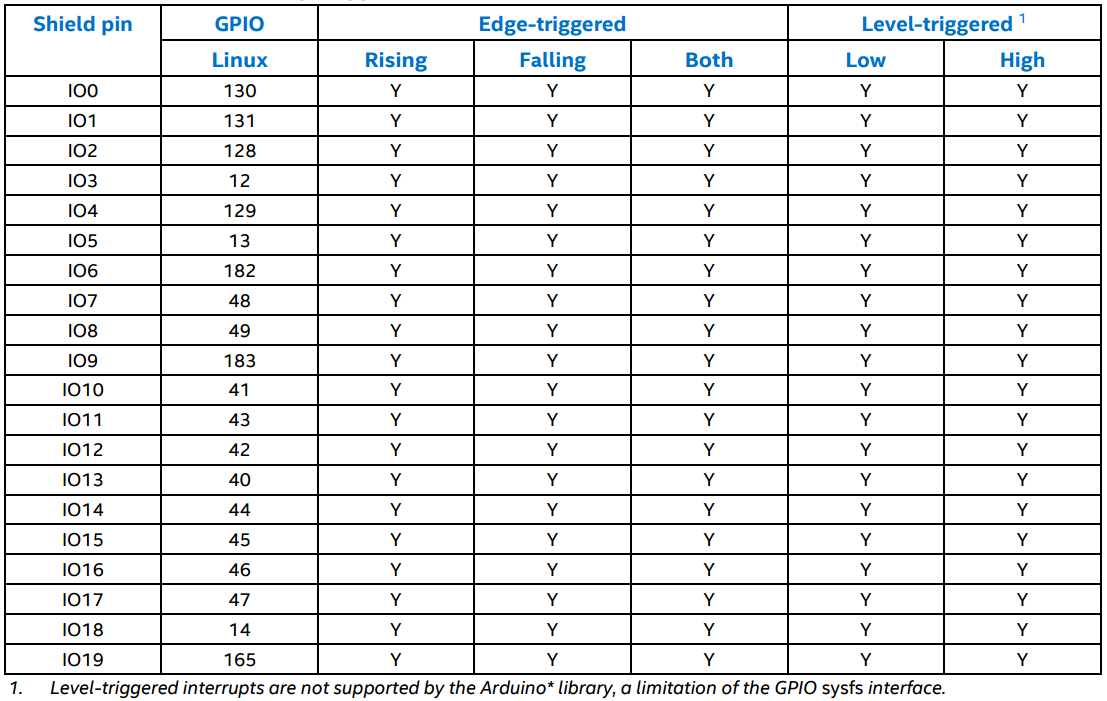 Shield pin GPIO Edge-triggered Level-triggered 1
Linux Rising Falling Both Low High
IO0 130 Y Y Y Y Y
IO1 131 Y Y Y Y Y
IO2 128 Y Y Y Y Y
IO3 12 Y Y Y Y Y
IO4 129 Y Y Y Y Y
IO5 13 Y Y Y Y Y
IO6 182 Y Y Y Y Y
IO7 48 Y Y Y Y Y
IO8 49 Y Y Y Y Y
IO9 183 Y Y Y Y Y
IO10 41 Y Y Y Y Y
IO11 43 Y Y Y Y Y
IO12 42 Y Y Y Y Y
IO13 40 Y Y Y Y Y
IO14 44 Y Y Y Y Y
IO15 45 Y Y Y Y Y
IO16 46 Y Y Y Y Y
IO17 47 Y Y Y Y Y
IO18 14 Y Y Y Y Y
IO19 165 Y Y Y Y Y
1. Level-triggered interrupts are not supported by the Arduino* library, a limitation of the GPIO sysfs interface.